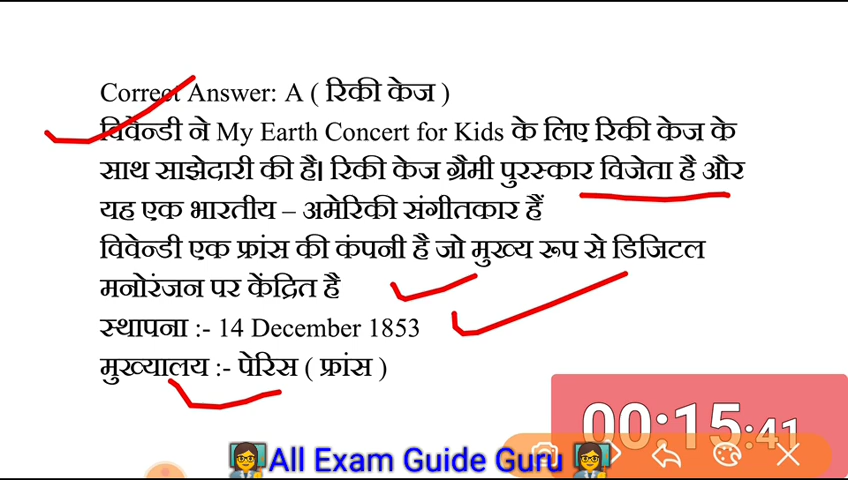 Correct Answer: A ( रिकी केज )
विवेन्डी ने My Earth Concert for Kids के लिए रिकी केज के
साथ साझेदारी की है। रिकी केज ग्रैमी पुरस्कार विजेता है और
यह एक भारतीय – अमेरिकी संगीतकार हैं
विवेन्डी एक फ्रांस की कंपनी है जो मुख्य रूप से डिजिटल
मनोरंजन पर केंद्रित है
स्थापना :- 14 December 1853
मुख्यालय :- पेरिस ( फ्रांस )
00:15:41
All Exam Guide Guru